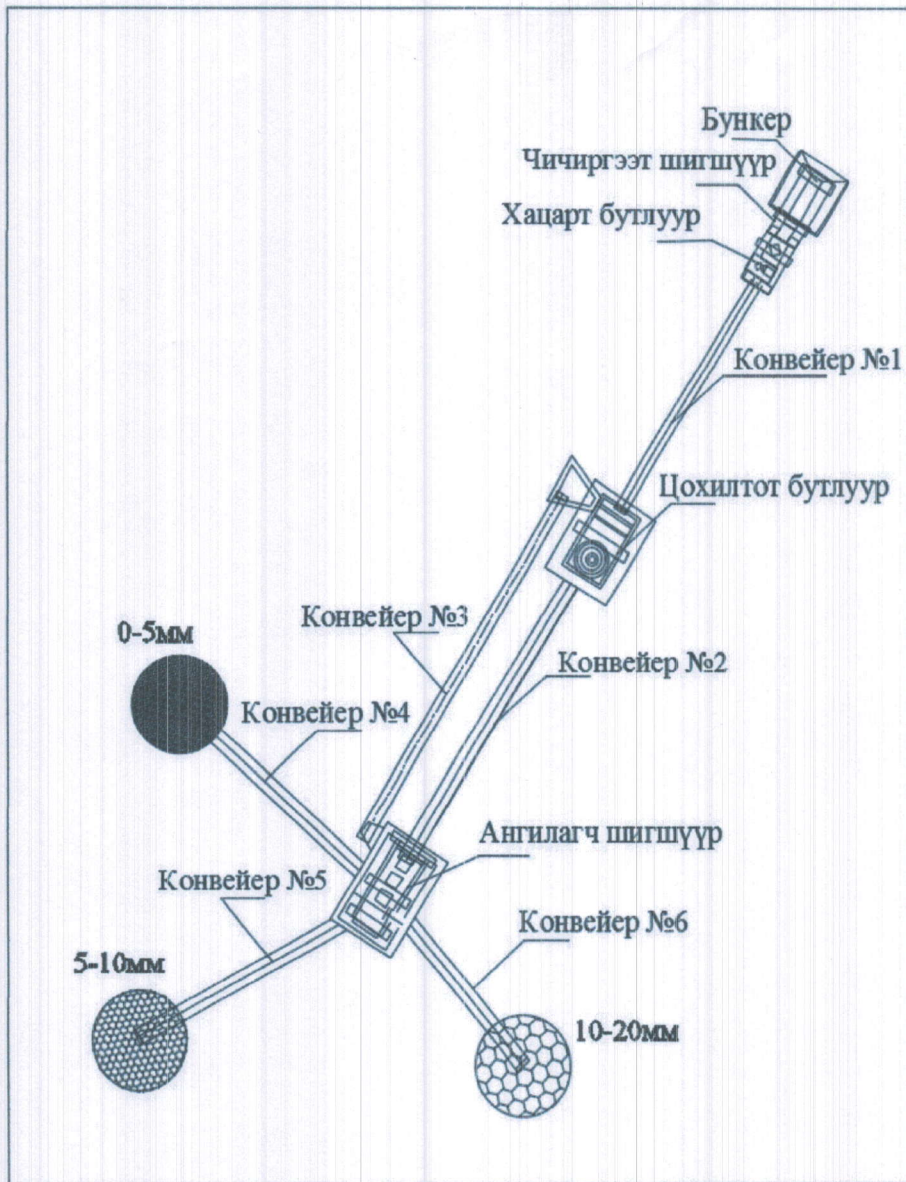 Бункер
Чичиргээт шигшүүр
Хацарт бутлуур
Конвейер №1
Цохилтот бутлуур
Конвейер №3
0-5мм
Конвейер №2
Конвейер №4
Ангилагч шигшүүр
Конвейер №5
Конвейер №6
5-10мм
10-20мм